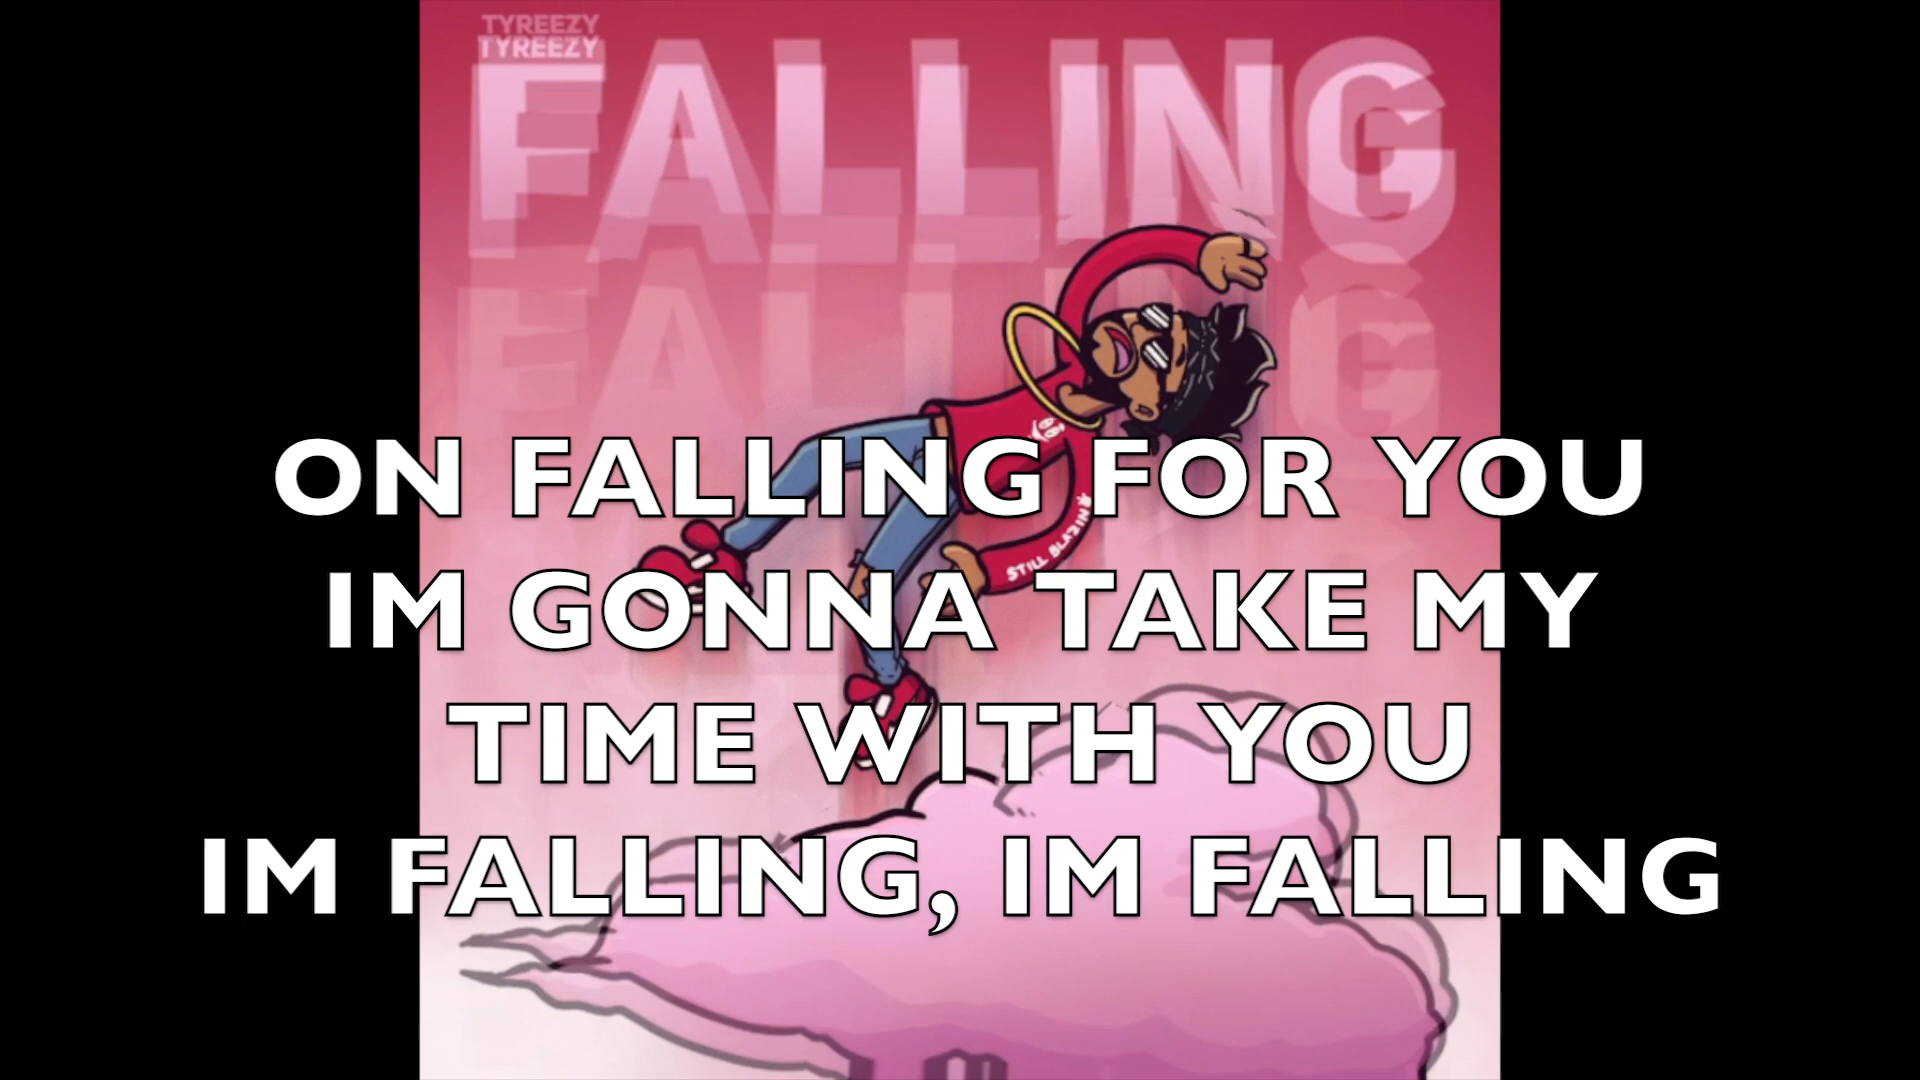 TYREEZY
TYREEZY
FALLING
FALLING
STILL BLAZIN
ON FALLING FOR YOU
IM GONNA TAKE MY
TIME WITH YOU
IM FALLING, IM FALLING